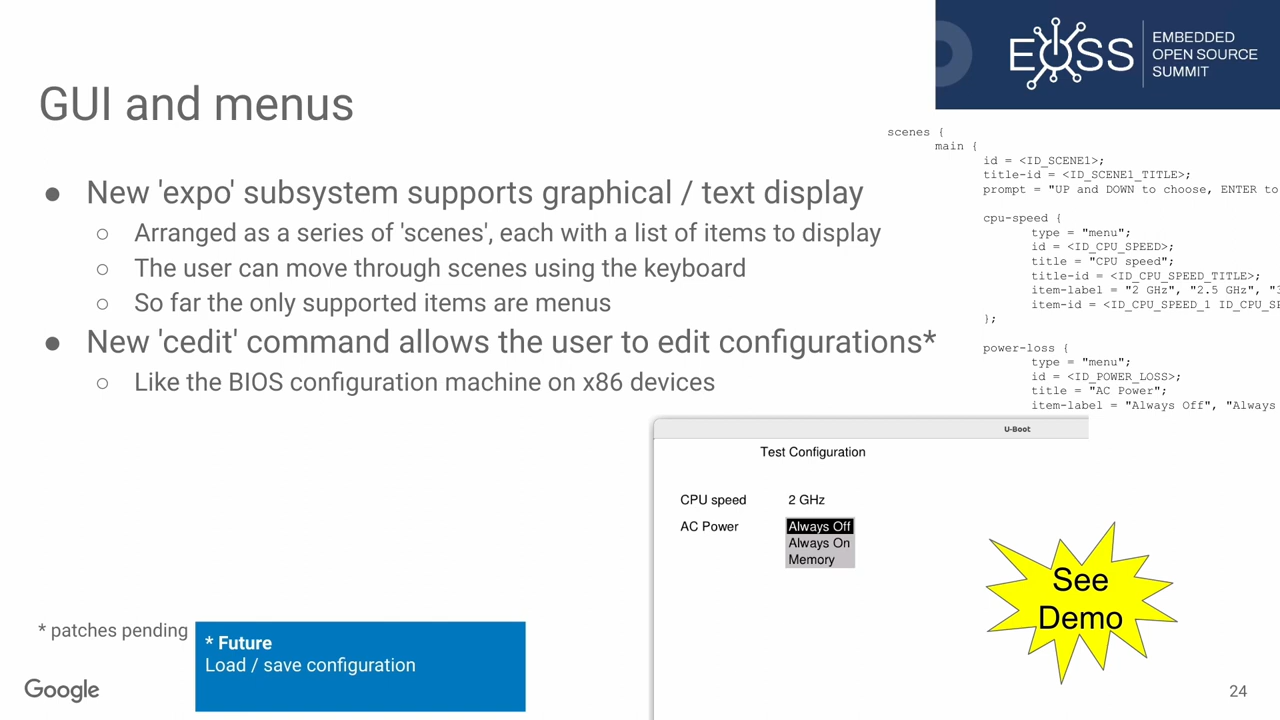 EOSS
EMBEDDED
OPEN SOURCE
SUMMIT
GUI and menus
● New 'expo' subsystem supports graphical / text display
○ Arranged as a series of 'scenes', each with a list of items to display
○ The user can move through scenes using the keyboard
○ So far the only supported items are menus
● New 'cedit' command allows the user to edit configurations*
○ Like the BIOS configuration machine on x86 devices
scenes {
main {
id = <ID_SCENE1>;
title-id = <ID_SCENE1_TITLE>;
prompt = "UP and DOWN to choose, ENTER to
cpu-speed {
type = "menu";
id = <ID_CPU_SPEED>;
title = "CPU speed";
title-id = <ID_CPU_SPEED_TITLE>;
item-label = "2 GHz", "2.5 GHz", "3
item-id = <ID_CPU_SPEED_1 ID_CPU_SP
};
power-loss {
type = "menu";
id = <ID_POWER_LOSS>;
title = "AC Power";
item-label = "Always Off", "Always
U-Boot
Test Configuration
CPU speed 2 GHz
AC Power Always Off
Always On
Memory
See
Demo
* patches pending
* Future
Load / save configuration
Google
24